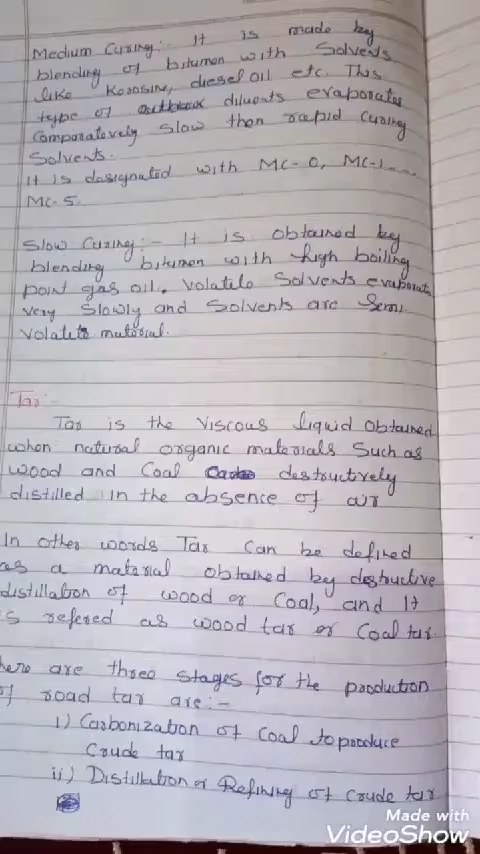 Medium Curing:- It is made by
blending of bitumen with Solvents
like Kerosine, diesel oil etc. This
type of cutback diluents evaporates
Comparatevely slow then rapid Curing
Solvents.
it is designated with MC-0, MC-1---
MC-5.
Slow Curing:- It is obtained by
blending bitumen with high boiling
point gas oil. Volatile Solvents evaporate
very Slowly and Solvents are Semi
Volatile material.
Tar:-
Tar is the Viscous liquid obtained
when natural organic materials Such as
wood and Coal destructively
distilled in the absence of air
In other words Tar Can be defined
as a material obtained by destructive
distillation of wood or Coal, and It
is refered as wood tar or Coal tar.
here are three stages for the production
of road tar are:-
i) Carbonization of Coal to produce
Crude tar
ii) Distillation or Refining of Crude tar
Made with
VideoShow